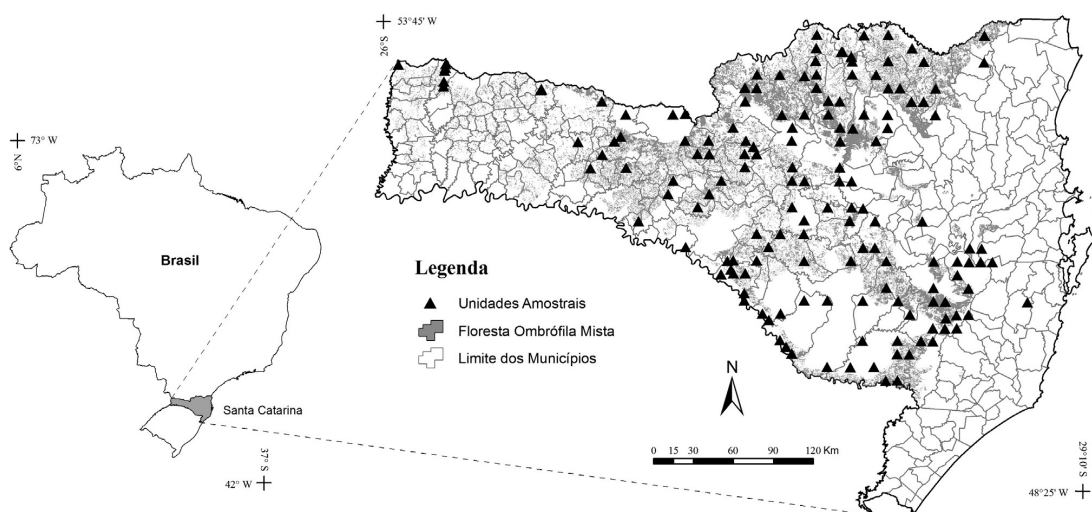 53°45' W
26°S
73° W
6°N
Brasil
Legenda
Unidades Amostrais
Floresta Ombrófila Mista
Limite dos Municípios
Santa Catarina
N
0 15 30 60 90 120 Km
37° S
42° W
29°10' S
48°25' W